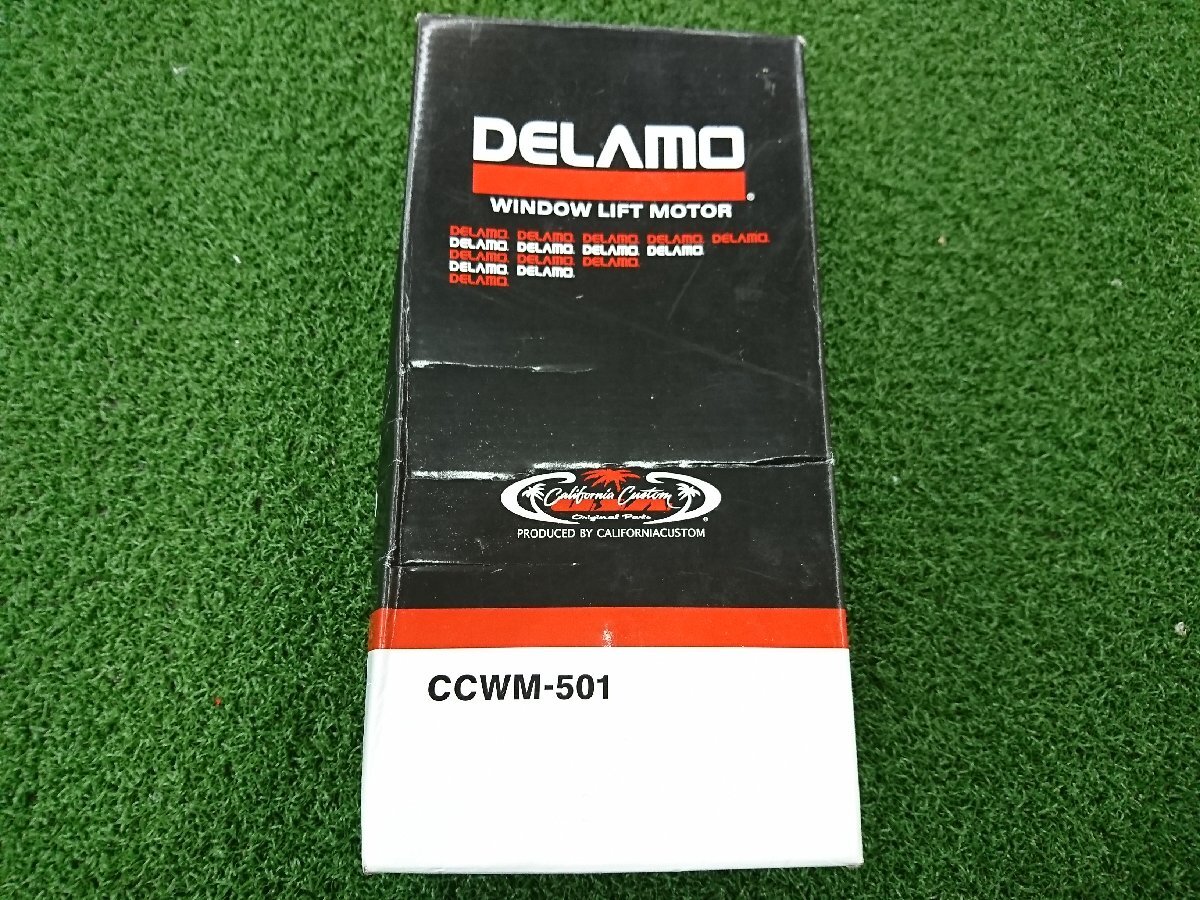 DELAMO®
WINDOW LIFT MOTOR
DELAMO. DELAMO. DELAMO. DELAMO. DELAMO.
DELAMO. DELAMO. DELAMO. DELAMO.
DELAMO. DELAMO. DELAMO.
DELAMO. DELAMO.
DELAMO.
California Custom
Original Parts ®
PRODUCED BY CALIFORNIACUSTOM
CCWM-501